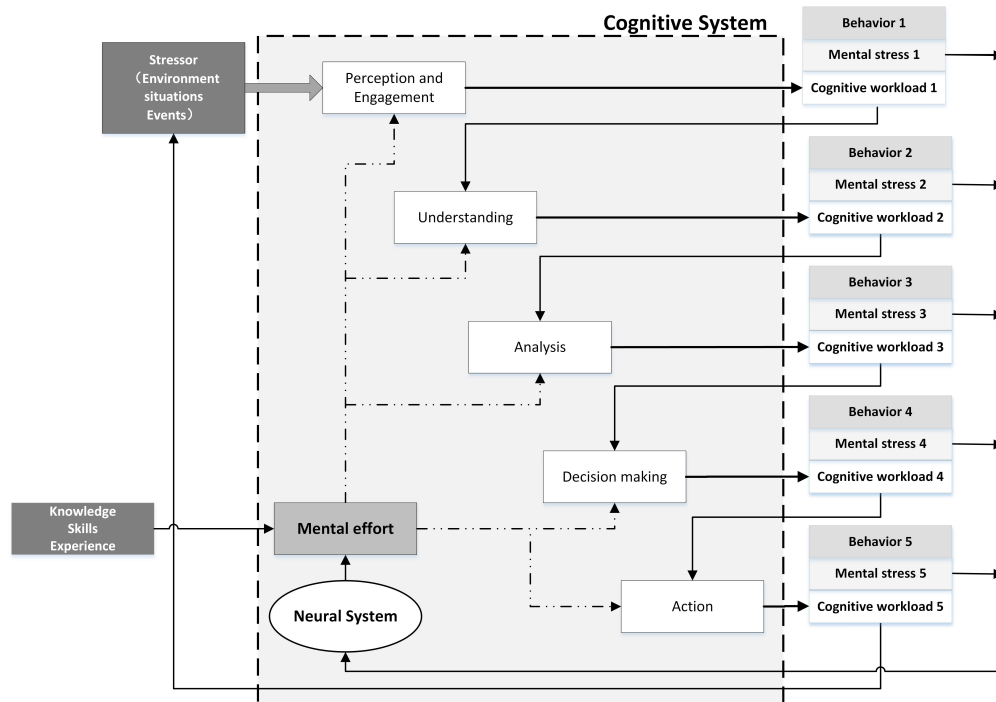 Cognitive System
Stressor
（Environment
situations
Events）
Perception and
Engagement
Behavior 1
Mental stress 1
Cognitive workload 1
Understanding
Behavior 2
Mental stress 2
Cognitive workload 2
Analysis
Behavior 3
Mental stress 3
Cognitive workload 3
Decision making
Behavior 4
Mental stress 4
Cognitive workload 4
Knowledge
Skills
Experience
Mental effort
Neural System
Action
Behavior 5
Mental stress 5
Cognitive workload 5